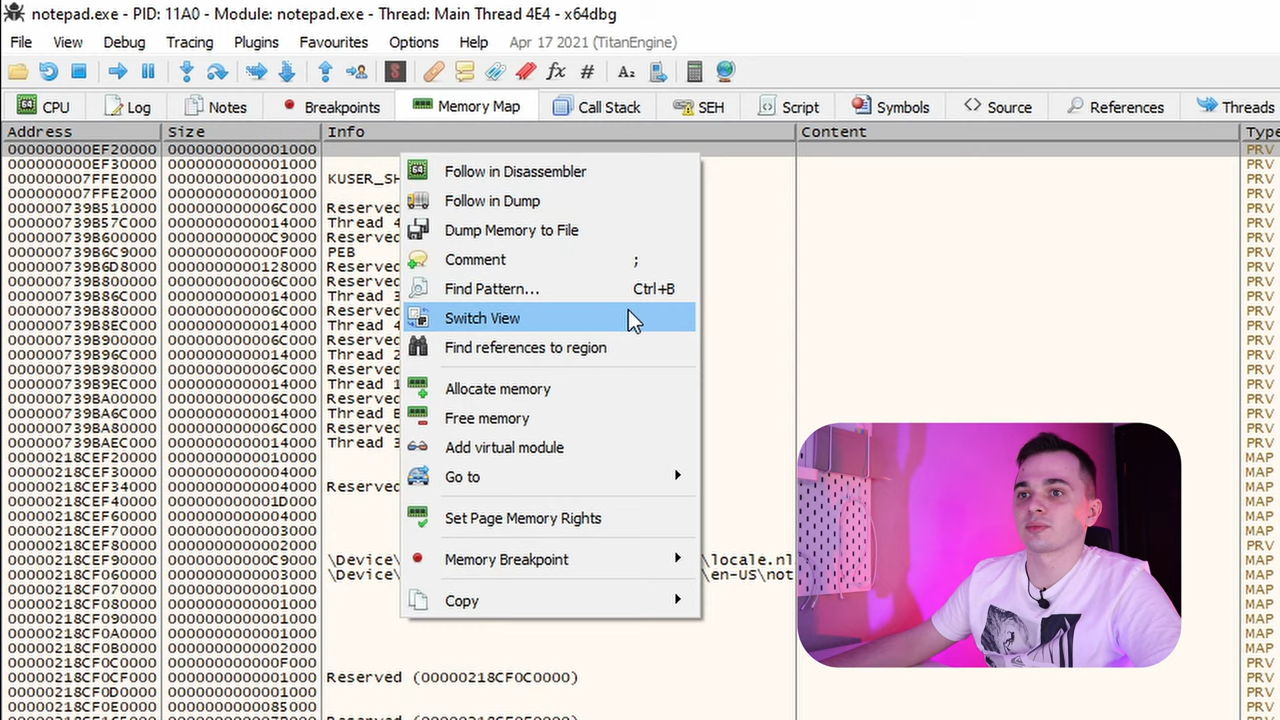 notepad.exe - PID: 11A0 - Module: notepad.exe - Thread: Main Thread 4E4 - x64dbg
File View Debug Tracing Plugins Favourites Options Help Apr 17 2021 (TitanEngine)
CPU Log Notes Breakpoints Memory Map Call Stack SEH Script Symbols Source References Threads
Address Size Info Content Type
000000000EF20000 0000000000001000 PRV
000000000EF30000 0000000000001000 PRV
000000007FFE0000 0000000000001000 KUSER_SH PRV
000000007FFE2000 0000000000001000 PRV
000000739B510000 000000000006C000 Reserved PRV
000000739B57C000 0000000000014000 Thread 4 PRV
000000739B600000 00000000000C9000 Reserved PRV
000000739B6C9000 000000000000F000 PEB PRV
000000739B6D8000 0000000000128000 Reserved PRV
000000739B800000 000000000006C000 Reserved PRV
000000739B86C000 0000000000014000 Thread 3 PRV
000000739B880000 000000000006C000 Reserved PRV
000000739B8EC000 0000000000014000 Thread 4 PRV
000000739B900000 000000000006C000 Reserved PRV
000000739B96C000 0000000000014000 Thread 2 PRV
000000739B980000 000000000006C000 Reserved PRV
000000739B9EC000 0000000000014000 Thread 1 PRV
000000739BA00000 000000000006C000 Reserved PRV
000000739BA6C000 0000000000014000 Thread E PRV
000000739BA80000 000000000006C000 Reserved PRV
000000739BAEC000 0000000000014000 Thread 3 PRV
00000218CEF20000 0000000000010000 MAP
00000218CEF30000 0000000000004000 MAP
00000218CEF34000 0000000000004000 Reserved MAP
00000218CEF40000 000000000001D000 MAP
00000218CEF60000 0000000000004000 MAP
00000218CEF70000 0000000000003000 MAP
00000218CEF80000 0000000000002000 PRV
00000218CEF90000 00000000000C9000 \Device\ \locale.nl MAP
00000218CF060000 0000000000003000 \Device\ \en-US\not MAP
00000218CF070000 0000000000001000 MAP
00000218CF080000 0000000000001000 MAP
00000218CF090000 0000000000001000 MAP
00000218CF0A0000 0000000000001000 MAP
00000218CF0B0000 0000000000002000 MAP
00000218CF0C0000 000000000000F000 PRV
00000218CF0CF000 0000000000001000 Reserved (00000218CF0C0000) PRV
00000218CF0D0000 0000000000001000 MAP
00000218CF0E0000 0000000000085000 PRV
Follow in Disassembler
Follow in Dump
Dump Memory to File
Comment ;
Find Pattern... Ctrl+B
Switch View
Find references to region
Allocate memory
Free memory
Add virtual module
Go to
Set Page Memory Rights
Memory Breakpoint
Copy